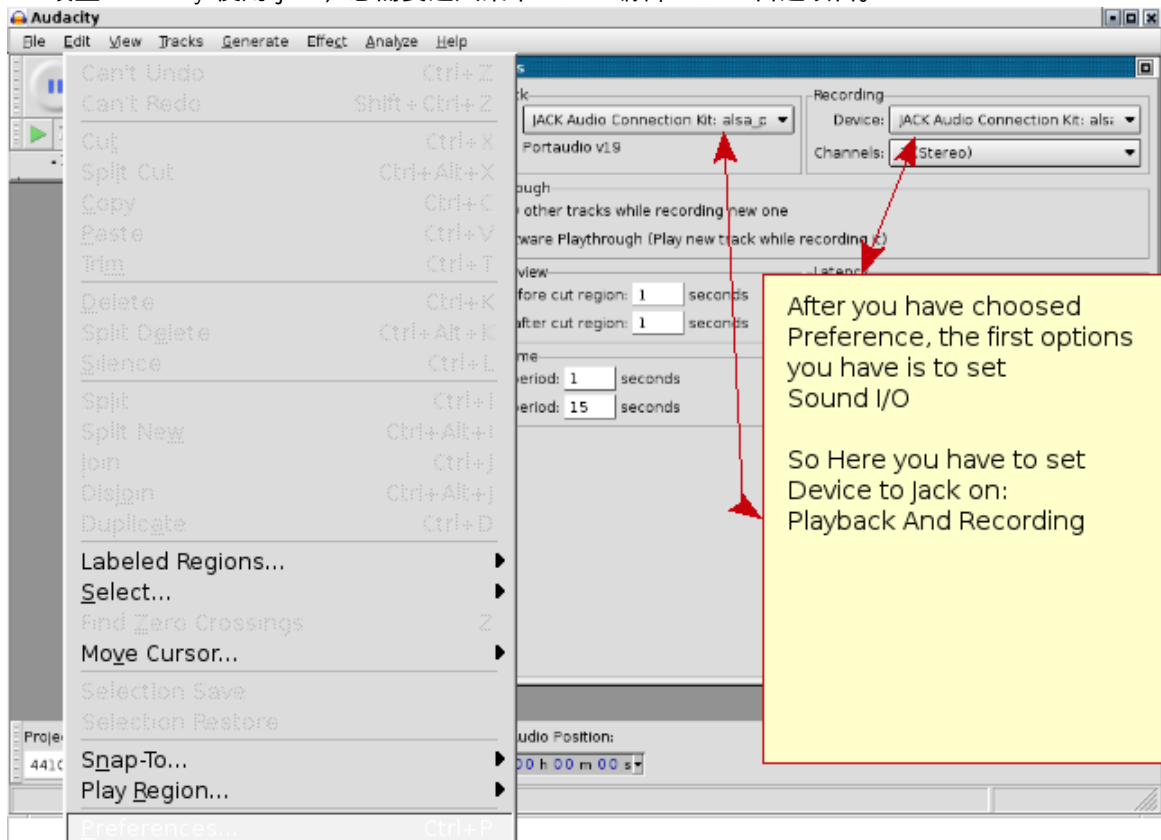 Audacity
File Edit View Tracks Generate Effect Analyze Help
Can't Undo Ctrl+Z
Can't Redo Shift+Ctrl+Z
Cut Ctrl+X
Split Cut Ctrl+Alt+X
Copy Ctrl+C
Paste Ctrl+V
Trim Ctrl+T
Delete Ctrl+K
Split Delete Ctrl+Alt+K
Silence Ctrl+L
Split Ctrl+I
Split New Ctrl+Alt+I
Join Ctrl+J
Disjoin Ctrl+Alt+J
Duplicate Ctrl+D
Labeled Regions...
Select...
Find Zero Crossings Z
Move Cursor...
Selection Save
Selection Restore
Snap-To...
Play Region...
Preferences... Ctrl+P
JACK Audio Connection Kit: alsa_p
Portaudio v19
Recording
Device: JACK Audio Connection Kit: als
Channels: (Stereo)
other tracks while recording new one
ware Playthrough (Play new track while recording it)
view
fore cut region: 1 seconds
after cut region: 1 seconds
period: 1 seconds
period: 15 seconds
Latency
After you have choosed
Preference, the first options
you have is to set
Sound I/O
So Here you have to set
Device to Jack on:
Playback And Recording
udio Position:
00 h 00 m 00 s